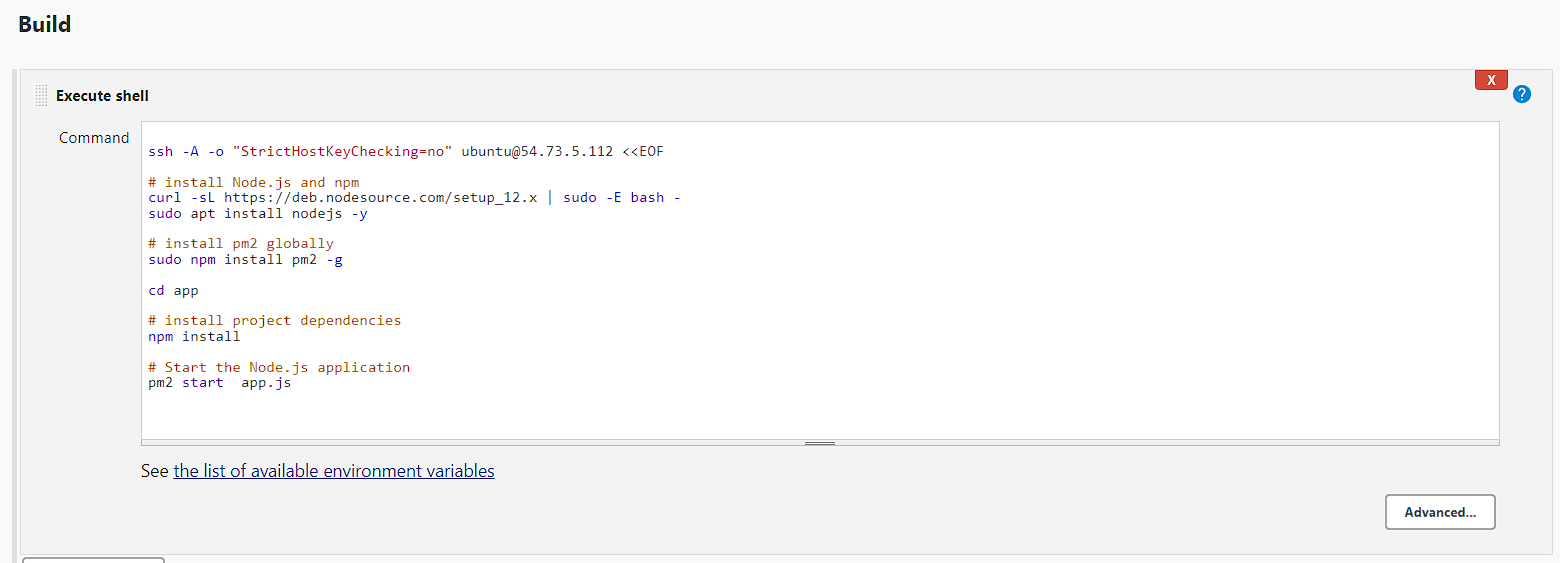 Build
Execute shell
X
?
Command
ssh -A -o "StrictHostKeyChecking=no" ubuntu@54.73.5.112 <<EOF
# install Node.js and npm
curl -sL https://deb.nodesource.com/setup_12.x | sudo -E bash -
sudo apt install nodejs -y
# install pm2 globally
sudo npm install pm2 -g
cd app
# install project dependencies
npm install
# Start the Node.js application
pm2 start  app.js
See the list of available environment variables
Advanced...